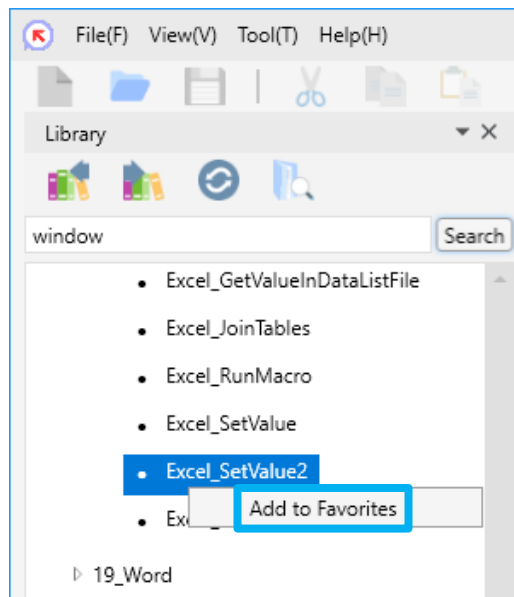 File(F) View(V) Tool(T) Help(H)
Library
window Search
Excel_GetValueInDataListFile
Excel_JoinTables
Excel_RunMacro
Excel_SetValue
Excel_SetValue2
Add to Favorites
19_Word